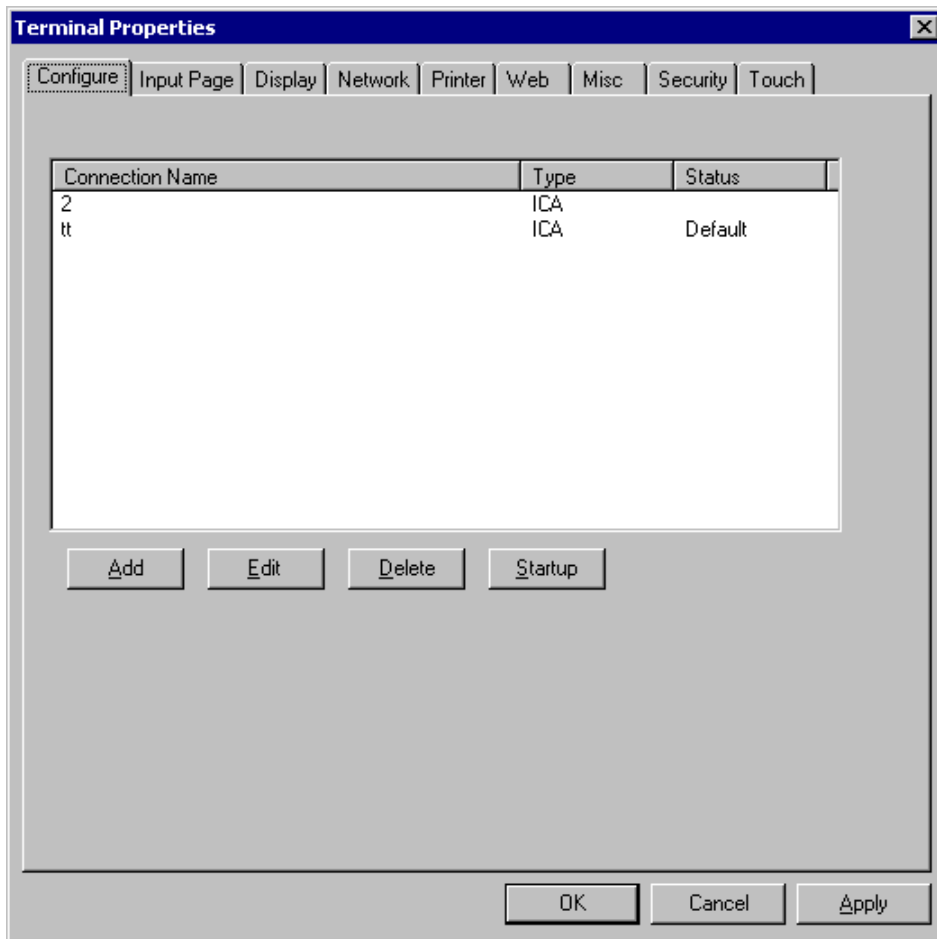 Terminal Properties
Configure Input Page Display Network Printer Web Misc Security Touch
Connection Name Type Status
2 ICA
tt ICA Default
Add Edit Delete Startup
OK Cancel Apply